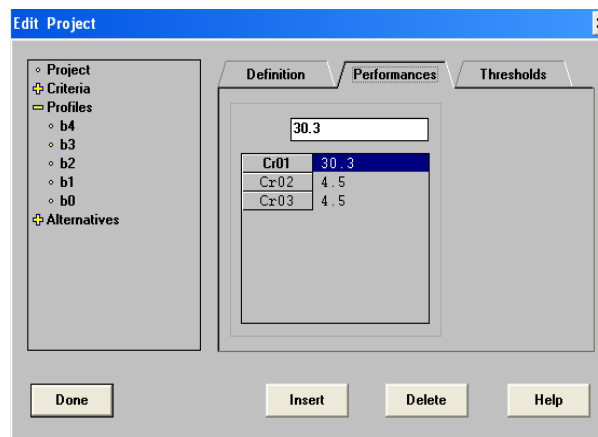 Edit Project
Project
Criteria
Profiles
b4
b3
b2
b1
b0
Alternatives
Definition Performances Thresholds
30.3
Cr01 30.3
Cr02 4.5
Cr03 4.5
Done Insert Delete Help